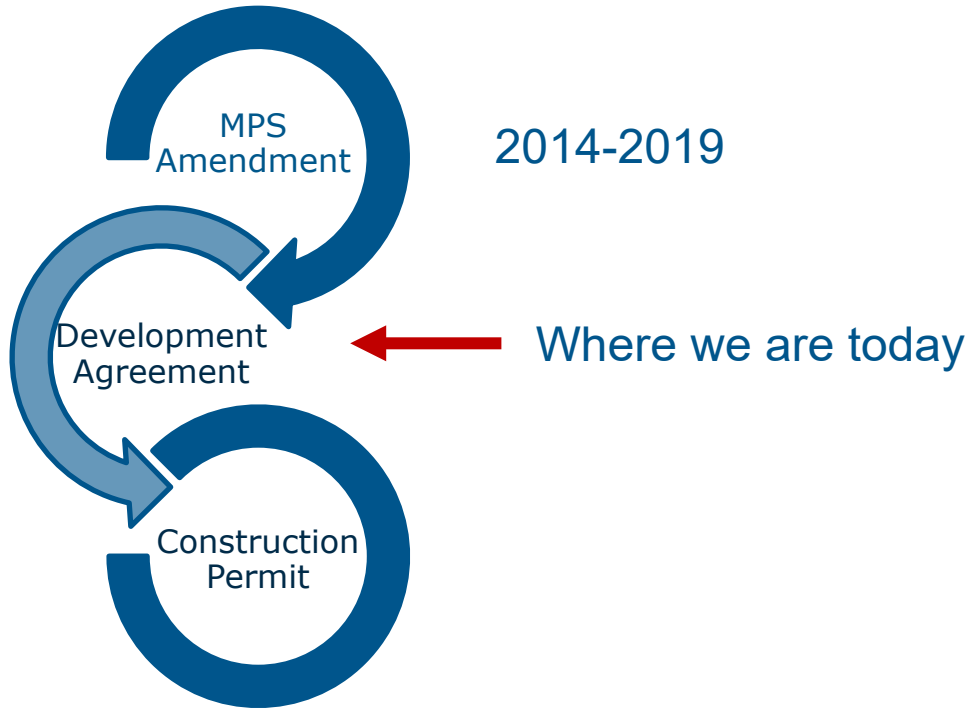 MPS
Amendment
2014-2019
Development
Agreement
Where we are today
Construction
Permit